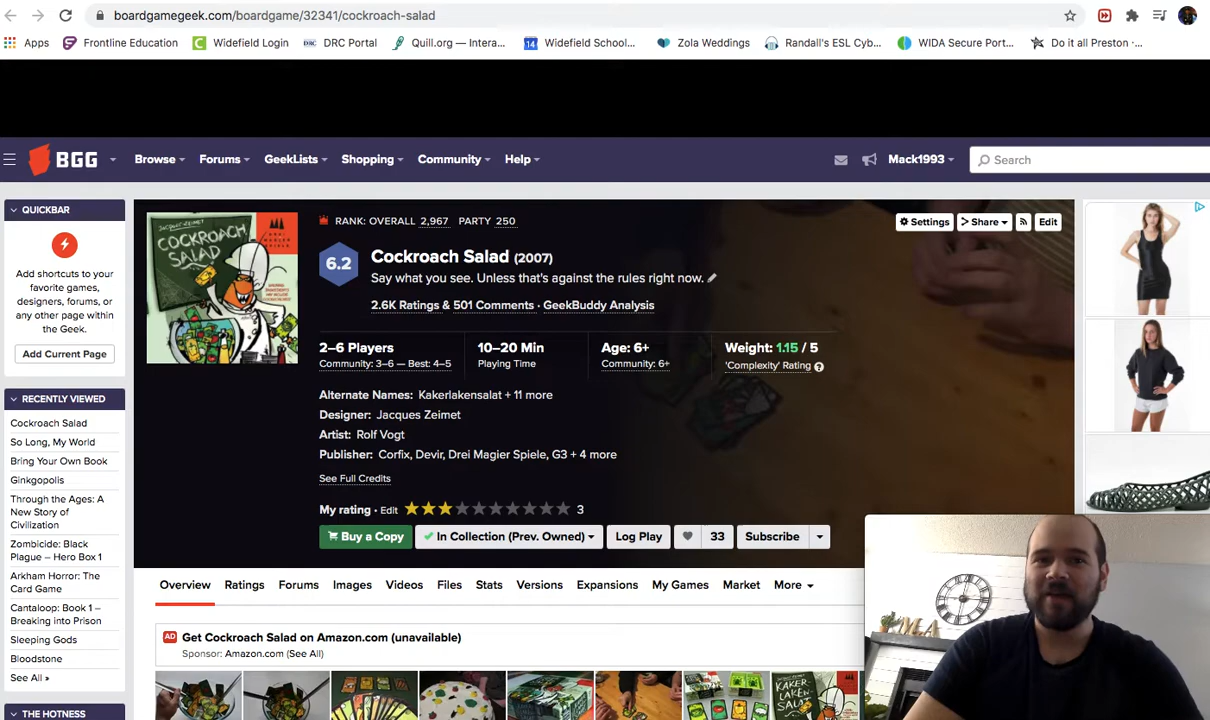 boardgamegeek.com/boardgame/32341/cockroach-salad
Apps Frontline Education Widefield Login DRC Portal Quill.org — Intera... Widefield School... Zola Weddings Randall's ESL Cyb... WIDA Secure Port... Do it all Preston -...
BGG Browse Forums GeekLists Shopping Community Help Mack1993 Search
QUICKBAR
Add shortcuts to your
favorite games,
designers, forums, or
any other page within
the Geek.
Add Current Page
RECENTLY VIEWED
Cockroach Salad
So Long, My World
Bring Your Own Book
Ginkgopolis
Through the Ages: A
New Story of
Civilization
Zombicide: Black
Plague – Hero Box 1
Arkham Horror: The
Card Game
Cantaloop: Book 1 –
Breaking into Prison
Sleeping Gods
Bloodstone
See All »
THE HOTNESS
JACQUES ZEIMET
COCKROACH
SALAD
RANK: OVERALL 2,967 PARTY 250
Settings Share Edit
6.2
Cockroach Salad (2007)
Say what you see. Unless that's against the rules right now.
2.6K Ratings & 501 Comments · GeekBuddy Analysis
2–6 Players 10–20 Min Age: 6+ Weight: 1.15 / 5
Community: 3–6 — Best: 4–5 Playing Time Community: 6+ 'Complexity' Rating
Alternate Names: Kakerlakensalat + 11 more
Designer: Jacques Zeimet
Artist: Rolf Vogt
Publisher: Corfix, Devir, Drei Magier Spiele, G3 + 4 more
See Full Credits
My rating • Edit 3
Buy a Copy In Collection (Prev. Owned) Log Play 33 Subscribe
Overview Ratings Forums Images Videos Files Stats Versions Expansions My Games Market More
AD Get Cockroach Salad on Amazon.com (unavailable)
Sponsor: Amazon.com (See All)
KAKER-
LAKEN-
SALAT
M A